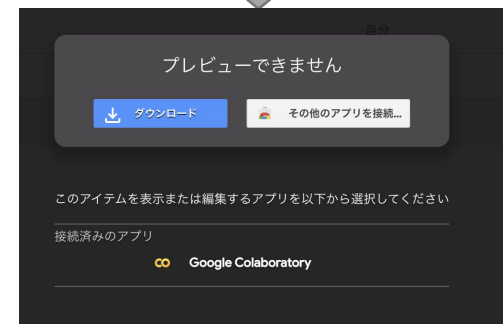 自分
プレビューできません
ダウンロード
その他のアプリを接続...
このアイテムを表示または編集するアプリを以下から選択してください
接続済みのアプリ
Google Colaboratory